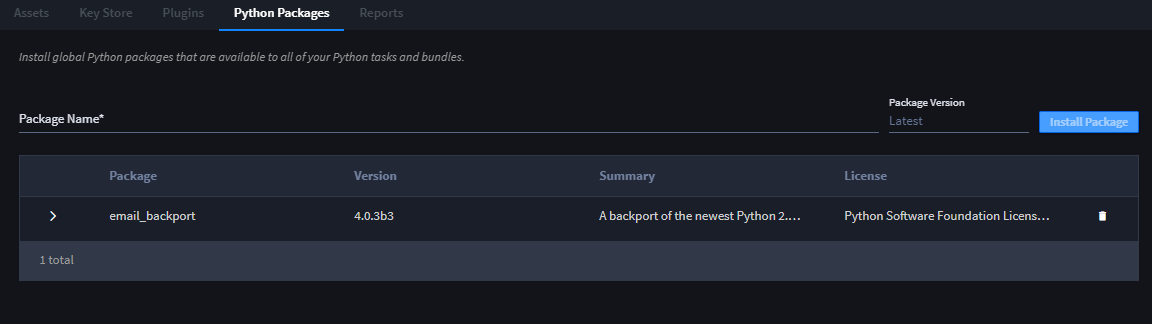 Assets Key Store Plugins Python Packages Reports
Install global Python packages that are available to all of your Python tasks and bundles.
Package Version
Package Name* Latest Install Package
Package Version Summary License
email_backport 4.0.3b3 A backport of the newest Python 2.... Python Software Foundation Licens...
1 total